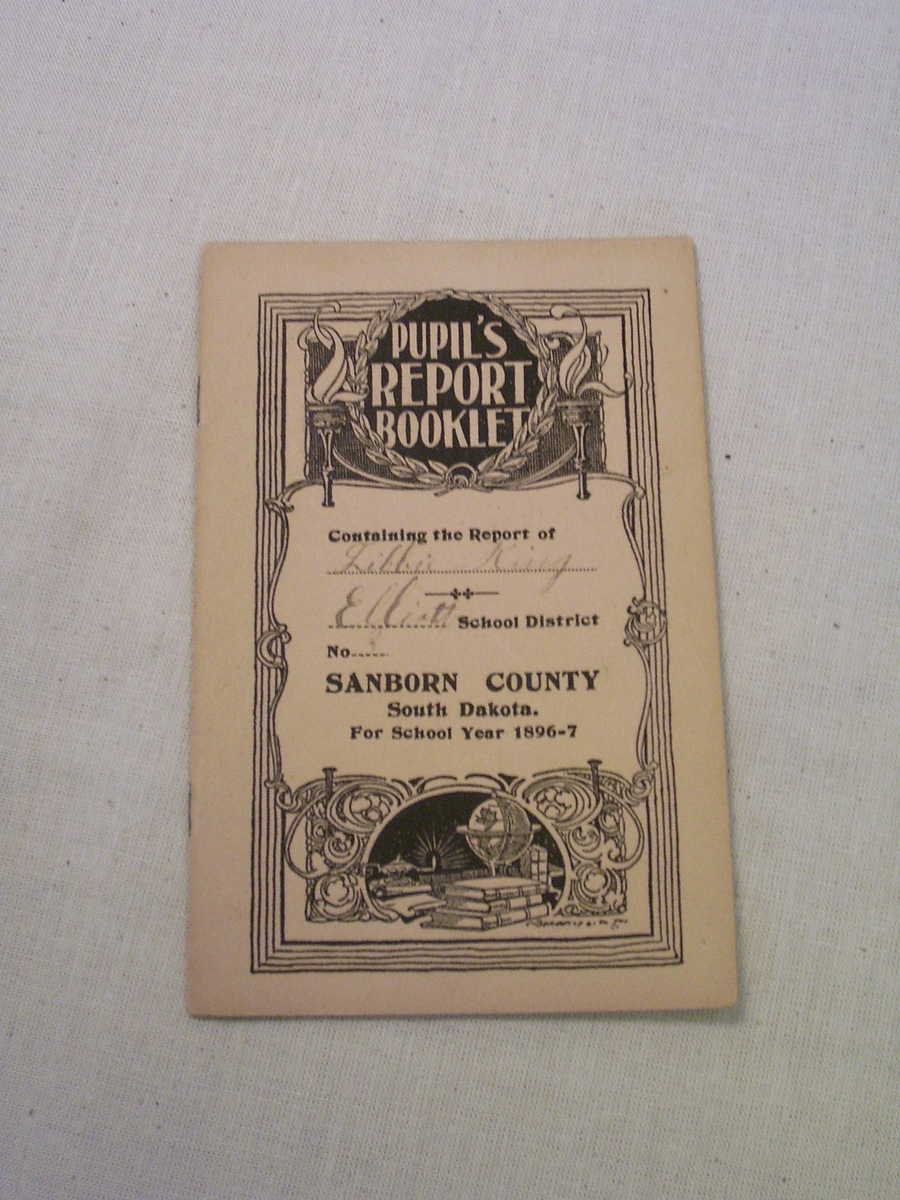 PUPIL'S
REPORT
BOOKLET
Containing the Report of
Libbie King
Elliott School District
No.
SANBORN COUNTY
South Dakota.
For School Year 1896-7